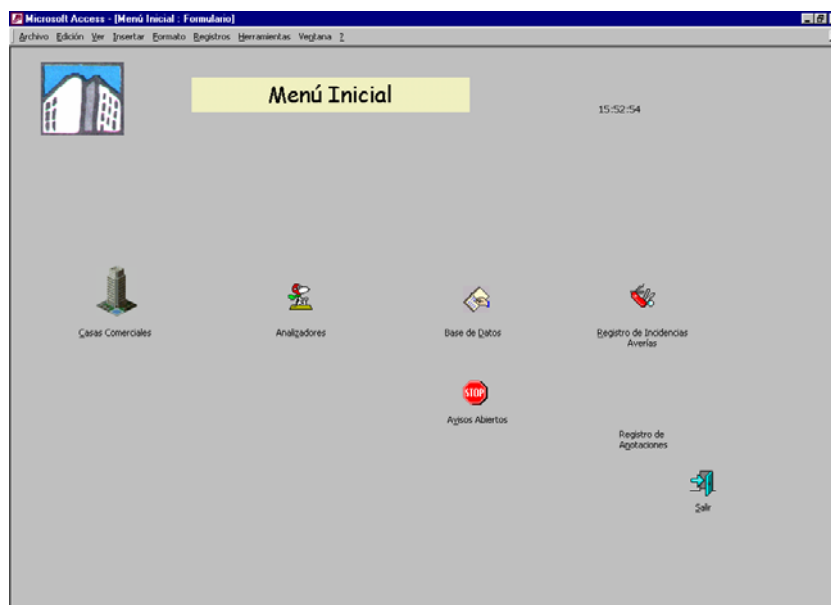 Microsoft Access - [Menú Inicial : Formulario]
Archivo Edición Ver Insertar Formato Registros Herramientas Ventana ?
Menú Inicial
15:52:54
Casas Comerciales
Analizadores
Base de Datos
Registro de Incidencias
Averías
STOP
Avisos Abiertos
Registro de
Anotaciones
Salir